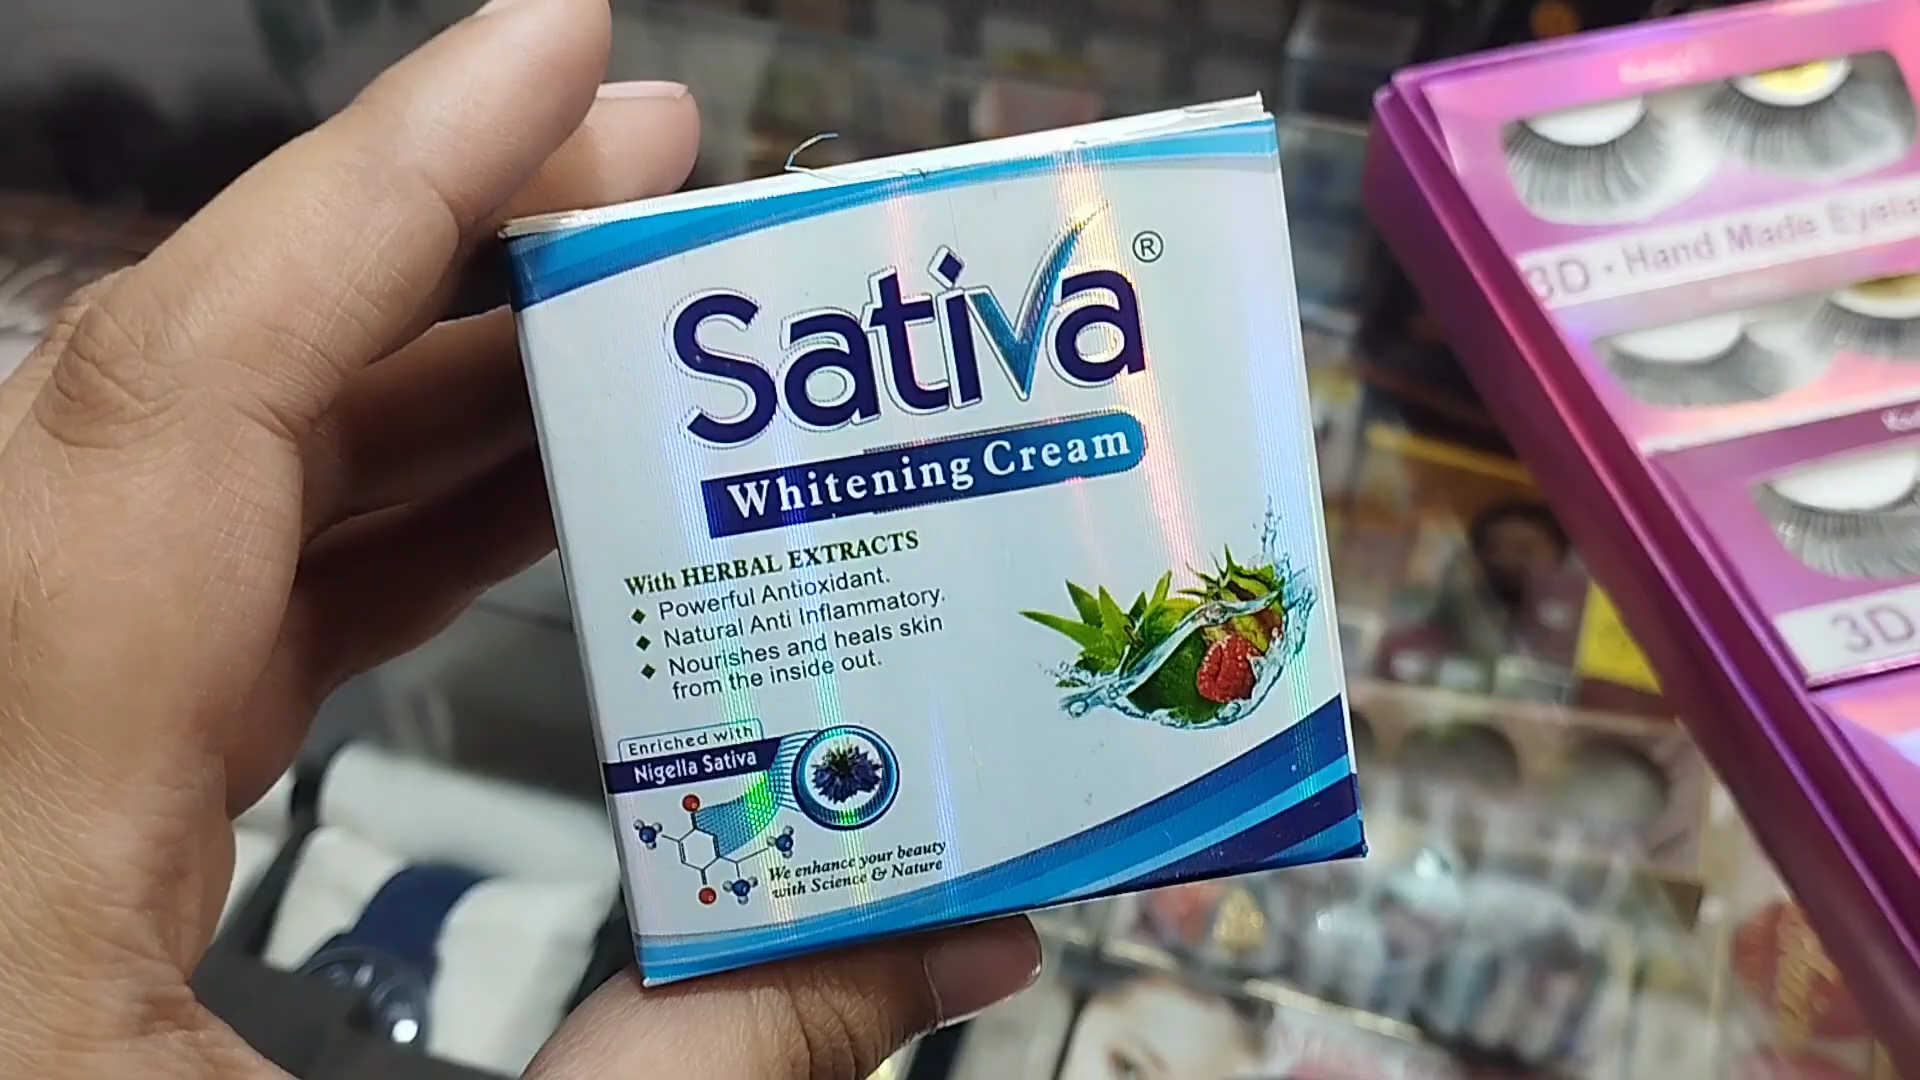 Sativa®
Whitening Cream
With HERBAL EXTRACTS
Powerful Antioxidant.
Natural Anti Inflammatory.
Nourishes and heals skin
from the inside out.
Enriched with
Nigella Sativa
We enhance your beauty
with Science & Nature
3D • Hand Made
3D